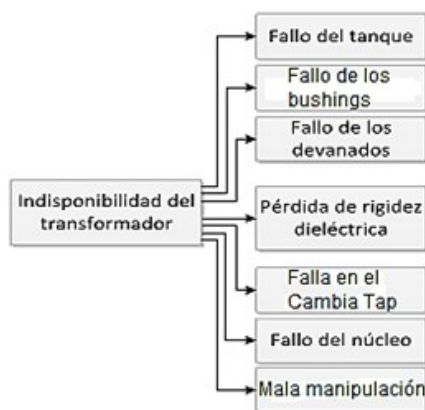 Fallo del tanque
Fallo de los
bushings
Fallo de los
devanados
Indisponibilidad del
transformador
Pérdida de rigidez
dieléctrica
Falla en el
Cambia Tap
Fallo del núcleo
Mala manipulación